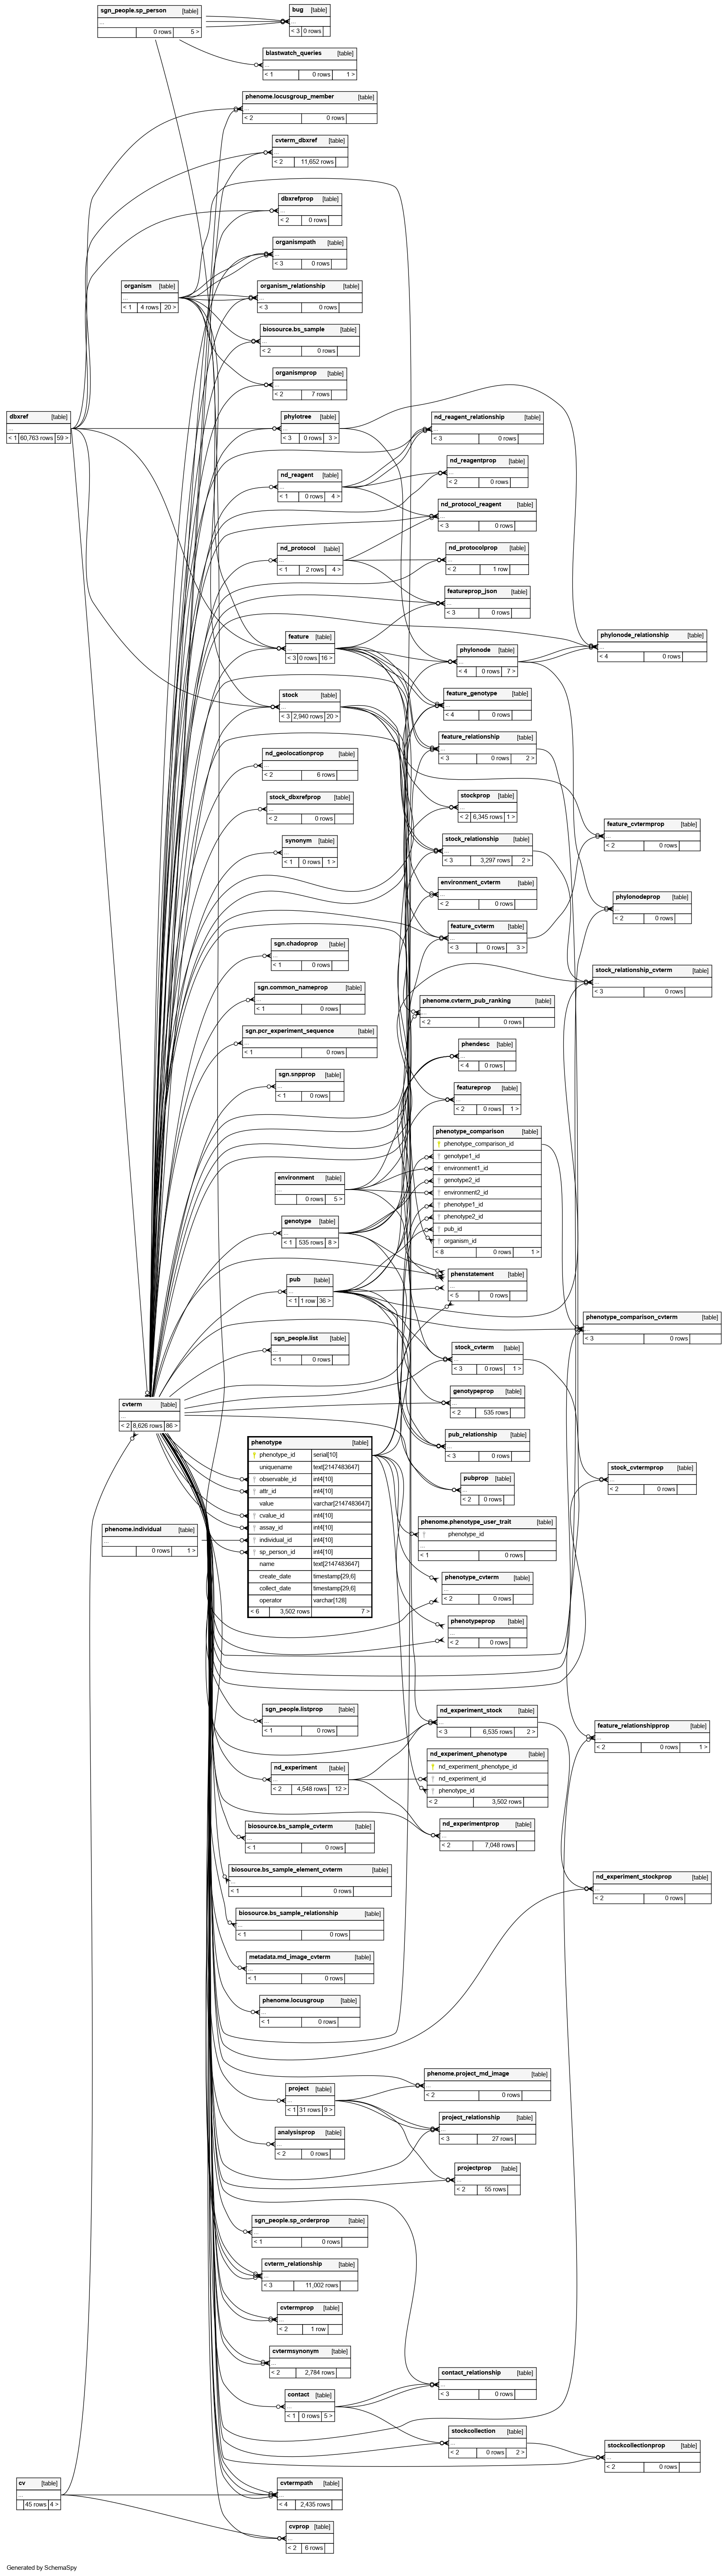 sgn_people.sp_person [table]
...
0 rows 5 >
bug [table]
...
< 3 0 rows
blastwatch_queries [table]
...
< 1 0 rows 1 >
phenome.locusgroup_member [table]
...
< 2 0 rows
cvterm_dbxref [table]
...
< 2 11,652 rows
dbxrefprop [table]
...
< 2 0 rows
organismpath [table]
...
< 3 0 rows
organism [table]
...
< 1 4 rows 20 >
organism_relationship [table]
...
< 3 0 rows
biosource.bs_sample [table]
...
< 2 0 rows
organismprop [table]
...
< 2 7 rows
dbxref [table]
...
< 1 60,763 rows 59 >
phylotree [table]
...
< 3 0 rows 3 >
nd_reagent_relationship [table]
...
< 3 0 rows
nd_reagent [table]
...
< 1 0 rows 4 >
nd_reagentprop [table]
...
< 2 0 rows
nd_protocol_reagent [table]
...
< 3 0 rows
nd_protocol [table]
...
< 1 2 rows 4 >
nd_protocolprop [table]
...
< 2 1 row
featureprop_json [table]
...
< 3 0 rows
feature [table]
...
< 3 0 rows 16 >
phylonode [table]
...
< 4 0 rows 7 >
phylonode_relationship [table]
...
< 4 0 rows
stock [table]
...
< 3 2,940 rows 20 >
feature_genotype [table]
...
< 4 0 rows
feature_relationship [table]
...
< 3 0 rows 2 >
nd_geolocationprop [table]
...
< 2 6 rows
stock_dbxrefprop [table]
...
< 2 0 rows
stockprop [table]
...
< 2 6,345 rows 1 >
feature_cvtermprop [table]
...
< 2 0 rows
synonym [table]
...
< 1 0 rows 1 >
stock_relationship [table]
...
< 3 3,297 rows 2 >
environment_cvterm [table]
...
< 2 0 rows
phylonodeprop [table]
...
< 2 0 rows
feature_cvterm [table]
...
< 3 0 rows 3 >
sgn.chadoprop [table]
...
< 1 0 rows
stock_relationship_cvterm [table]
...
< 3 0 rows
sgn.common_nameprop [table]
...
< 1 0 rows
phenome.cvterm_pub_ranking [table]
...
< 2 0 rows
sgn.pcr_experiment_sequence [table]
...
< 1 0 rows
phendesc [table]
...
< 4 0 rows
sgn.snpprop [table]
...
< 1 0 rows
featureprop [table]
...
< 2 0 rows 1 >
phenotype_comparison [table]
phenotype_comparison_id
genotype1_id
environment1_id
genotype2_id
environment2_id
phenotype1_id
phenotype2_id
pub_id
organism_id
< 8 0 rows 1 >
environment [table]
...
0 rows 5 >
genotype [table]
...
< 1 535 rows 8 >
pub [table]
...
< 1 1 row 36 >
phenstatement [table]
...
< 5 0 rows
phenotype_comparison_cvterm [table]
...
< 3 0 rows
sgn_people.list [table]
...
< 1 0 rows
stock_cvterm [table]
...
< 3 0 rows 1 >
genotypeprop [table]
...
< 2 535 rows
cvterm [table]
...
< 2 8,626 rows 86 >
pub_relationship [table]
...
< 3 0 rows
phenotype [table]
phenotype_id serial[10]
uniquename text[2147483647]
observable_id int4[10]
attr_id int4[10]
value varchar[2147483647]
cvalue_id int4[10]
assay_id int4[10]
individual_id int4[10]
sp_person_id int4[10]
name text[2147483647]
create_date timestamp[29,6]
collect_date timestamp[29,6]
operator varchar[128]
< 6 3,502 rows 7 >
pubprop [table]
...
< 2 0 rows
stock_cvtermprop [table]
...
< 2 0 rows
phenome.individual [table]
...
0 rows 1 >
phenome.phenotype_user_trait [table]
phenotype_id
...
< 1 0 rows
phenotype_cvterm [table]
...
< 2 0 rows
phenotypeprop [table]
...
< 2 0 rows
sgn_people.listprop [table]
...
< 1 0 rows
nd_experiment_stock [table]
...
< 3 6,535 rows 2 >
feature_relationshipprop [table]
...
< 2 0 rows 1 >
nd_experiment [table]
...
< 2 4,548 rows 12 >
nd_experiment_phenotype [table]
nd_experiment_phenotype_id
nd_experiment_id
phenotype_id
< 2 3,502 rows
biosource.bs_sample_cvterm [table]
...
< 1 0 rows
nd_experimentprop [table]
...
< 2 7,048 rows
biosource.bs_sample_element_cvterm [table]
...
< 1 0 rows
nd_experiment_stockprop [table]
...
< 2 0 rows
biosource.bs_sample_relationship [table]
...
< 1 0 rows
metadata.md_image_cvterm [table]
...
< 1 0 rows
phenome.locusgroup [table]
...
< 1 0 rows
phenome.project_md_image [table]
...
< 2 0 rows
project [table]
...
< 1 31 rows 9 >
project_relationship [table]
...
< 3 27 rows
analysisprop [table]
...
< 2 0 rows
projectprop [table]
...
< 2 55 rows
sgn_people.sp_orderprop [table]
...
< 1 0 rows
cvterm_relationship [table]
...
< 3 11,002 rows
cvtermprop [table]
...
< 2 1 row
cvtermsynonym [table]
...
< 2 2,784 rows
contact_relationship [table]
...
< 3 0 rows
contact [table]
...
< 1 0 rows 5 >
stockcollection [table]
...
< 2 0 rows 2 >
stockcollectionprop [table]
...
< 2 0 rows
cv [table]
...
45 rows 4 >
cvtermpath [table]
...
< 4 2,435 rows
cvprop [table]
...
< 2 6 rows
Generated by SchemaSpy